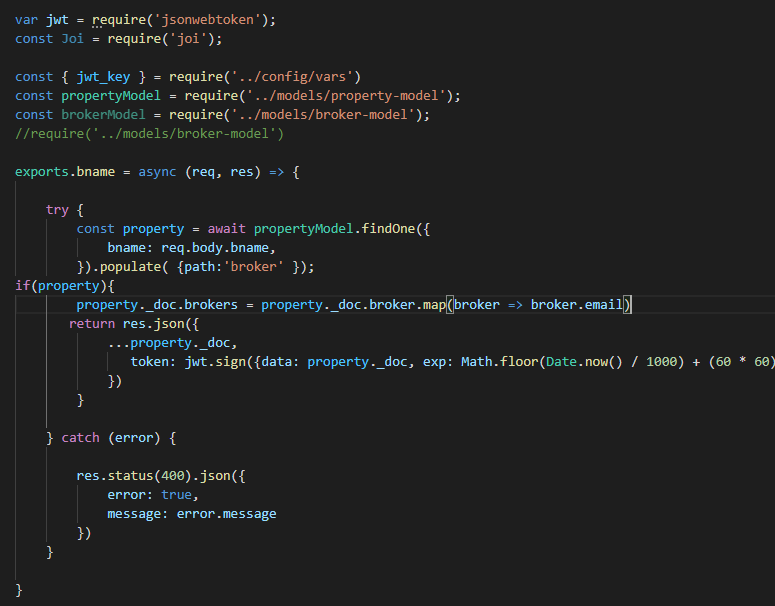 var jwt = require('jsonwebtoken');
const Joi = require('joi');
const { jwt_key } = require('../config/vars')
const propertyModel = require('../models/property-model');
const brokerModel = require('../models/broker-model');
//require('../models/broker-model')
exports.bname = async (req, res) => {
try {
const property = await propertyModel.findOne({
bname: req.body.bname,
}).populate( {path:'broker' });
if(property){
property._doc.brokers = property._doc.broker.map(broker => broker.email)
return res.json({
...property._doc,
token: jwt.sign({data: property._doc, exp: Math.floor(Date.now() / 1000) + (60 * 60)
})
}
} catch (error) {
res.status(400).json({
error: true,
message: error.message
})
}
}